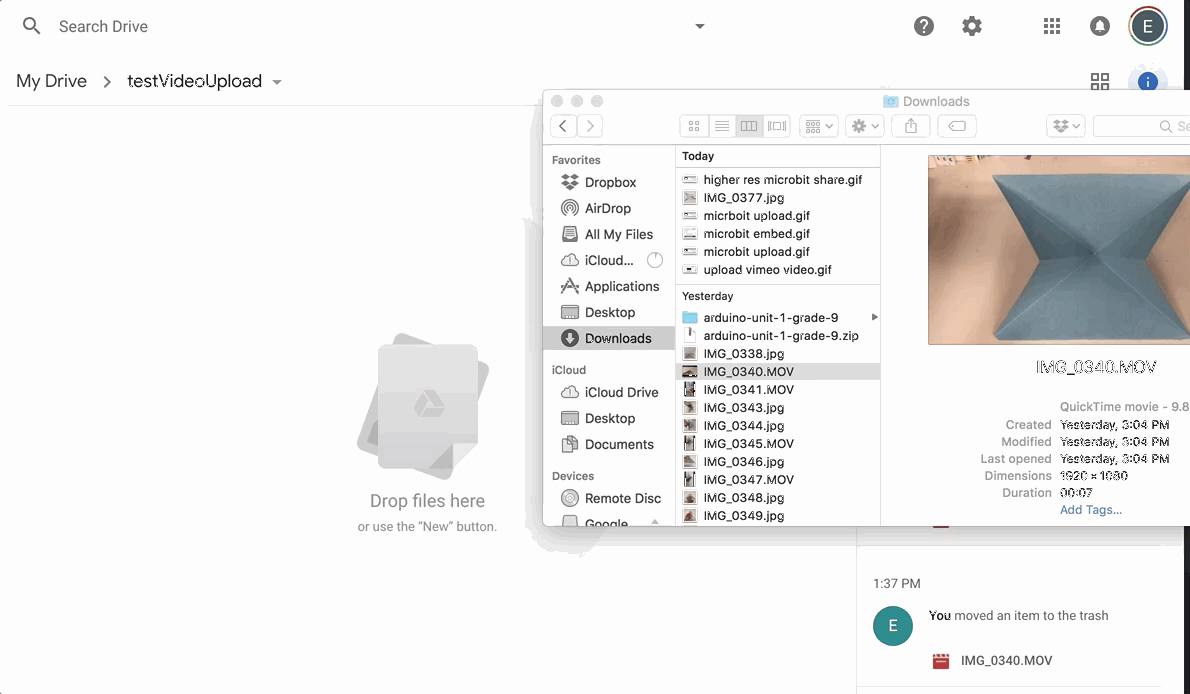 Search Drive
E
My Drive > testVideoUpload
i
Downloads
Favorites
Dropbox
AirDrop
All My Files
iCloud...
Applications
Desktop
Downloads
iCloud
iCloud Drive
Desktop
Documents
Devices
Remote Disc
Google
Today
higher res microbit share.gif
IMG_0377.jpg
micrboit upload.gif
microbit embed.gif
microbit upload.gif
upload vimeo video.gif
Yesterday
arduino-unit-1-grade-9
arduino-unit-1-grade-9.zip
IMG_0338.jpg
IMG_0340.MOV
IMG_0341.MOV
IMG_0343.jpg
IMG_0344.jpg
IMG_0345.MOV
IMG_0346.jpg
IMG_0347.MOV
IMG_0348.jpg
IMG_0349.jpg
IMG_0340.MOV
QuickTime movie - 9.8
Created Yesterday, 3:04 PM
Modified Yesterday, 3:04 PM
Last opened Yesterday, 3:04 PM
Dimensions 1920 × 1080
Duration 00:07
Add Tags...
Drop files here
or use the “New” button.
1:37 PM
E
You moved an item to the trash
IMG_0340.MOV